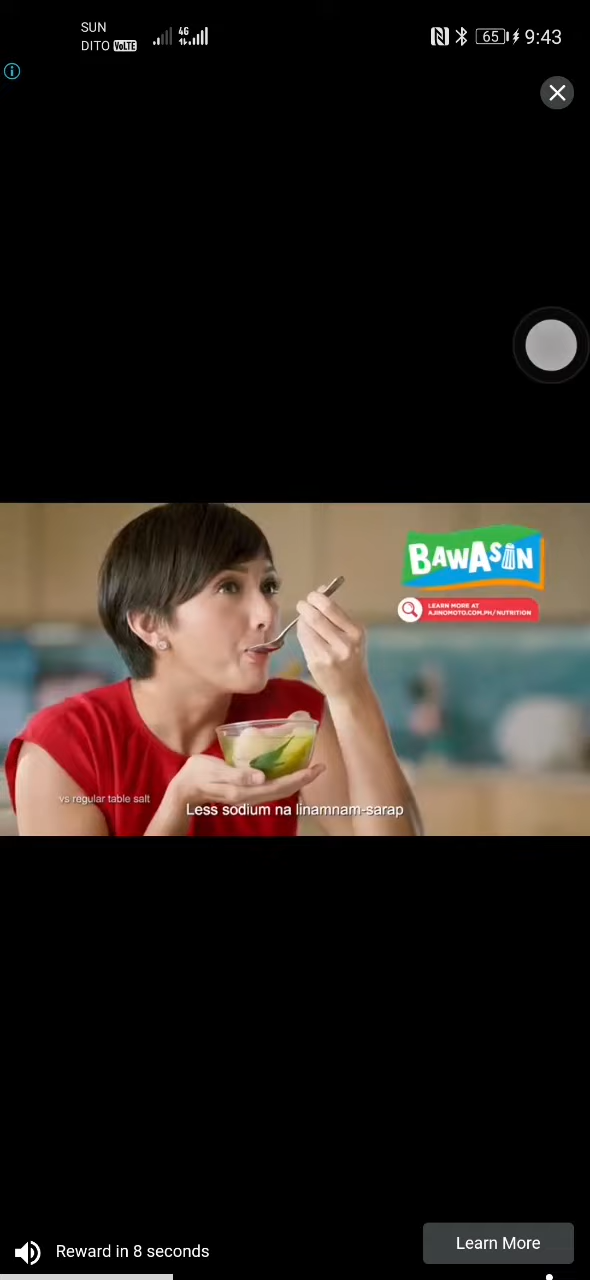 SUN
DITO VoLTE
4G
65
9:43
BAWASIN
LEARN MORE AT
AJINOMOTO.COM.PH/NUTRITION
vs regular table salt
Less sodium na linamnam-sarap
Reward in 8 seconds
Learn More